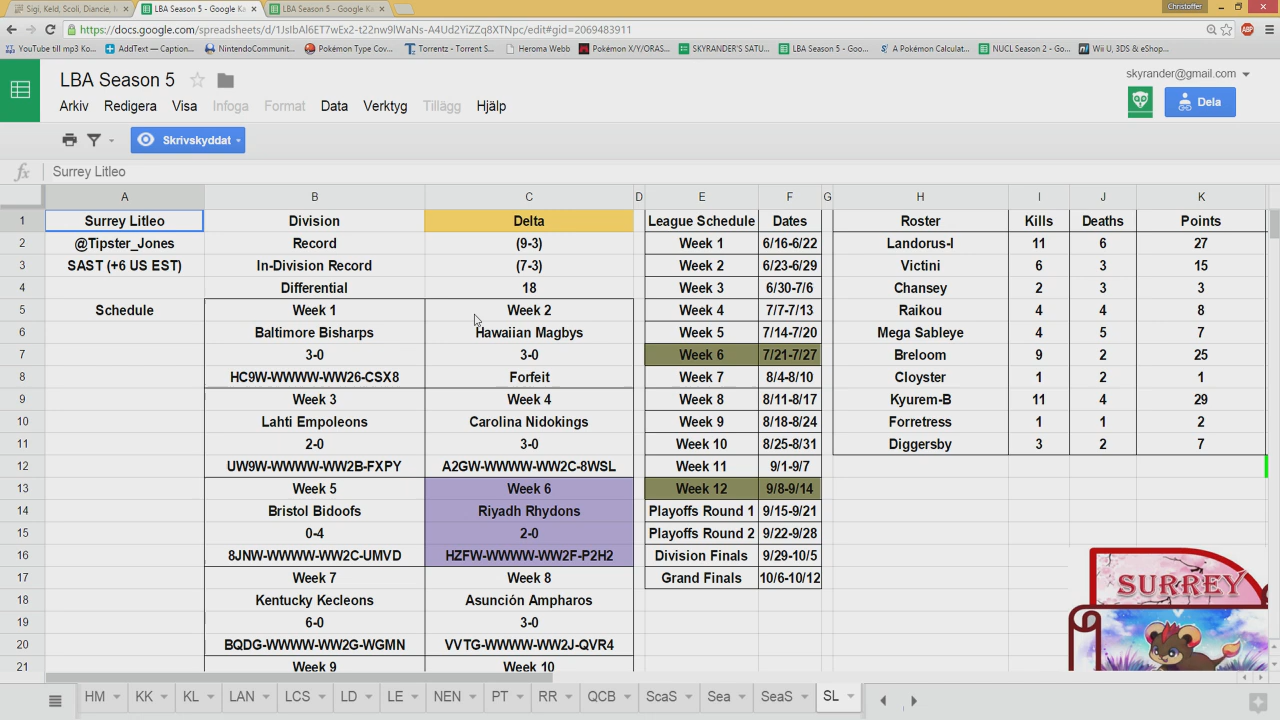 Sigi, Keld, Scoli, Diancie, I
LBA Season 5 - Google Ka
LBA Season 5 - Google Ka
Christoffer
https://docs.google.com/spreadsheets/d/1JsIbAl6ET7wEx2-t22nw9lWaNs-A4Ud2YiZZq8XTNpc/edit#gid=2069483911
YouTube till mp3 Ko... AddText — Caption... NintendoCommunity... Pokémon Type Cov... Torrentz - Torrent S... Heroma Webb Pokémon X/Y/ORAS... SKYRANDER'S SATU... LBA Season 5 - Goo... A Pokémon Calculat... NUCL Season 2 - Go... Wii U, 3DS & eShop...
LBA Season 5
skyrander@gmail.com
Arkiv Redigera Visa Infoga Format Data Verktyg Tillägg Hjälp
Dela
Skrivskyddat
fx Surrey Litleo
A B C D E F G H I J K
1 Surrey Litleo Division Delta League Schedule Dates Roster Kills Deaths Points
2 @Tipster_Jones Record (9-3) Week 1 6/16-6/22 Landorus-I 11 6 27
3 SAST (+6 US EST) In-Division Record (7-3) Week 2 6/23-6/29 Victini 6 3 15
4 Differential 18 Week 3 6/30-7/6 Chansey 2 3 3
5 Schedule Week 1 Week 2 Week 4 7/7-7/13 Raikou 4 4 8
6 Baltimore Bisharps Hawaiian Magbys Week 5 7/14-7/20 Mega Sableye 4 5 7
7 3-0 3-0 Week 6 7/21-7/27 Breloom 9 2 25
8 HC9W-WWWW-WW26-CSX8 Forfeit Week 7 8/4-8/10 Cloyster 1 2 1
9 Week 3 Week 4 Week 8 8/11-8/17 Kyurem-B 11 4 29
10 Lahti Empoleons Carolina Nidokings Week 9 8/18-8/24 Forretress 1 1 2
11 2-0 3-0 Week 10 8/25-8/31 Diggersby 3 2 7
12 UW9W-WWWW-WW2B-FXPY A2GW-WWWW-WW2C-8WSL Week 11 9/1-9/7
13 Week 5 Week 6 Week 12 9/8-9/14
14 Bristol Bidoofs Riyadh Rhydons Playoffs Round 1 9/15-9/21
15 0-4 2-0 Playoffs Round 2 9/22-9/28
16 8JNW-WWWW-WW2C-UMVD HZFW-WWWW-WW2F-P2H2 Division Finals 9/29-10/5
17 Week 7 Week 8 Grand Finals 10/6-10/12
18 Kentucky Kecleons Asunción Ampharos
19 6-0 3-0
20 BQDG-WWWW-WW2G-WGMN VVTG-WWWW-WW2J-QVR4
21 Week 9 Week 10
SURREY
HM KK KL LAN LCS LD LE NEN PT RR QCB ScaS Sea SeaS SL